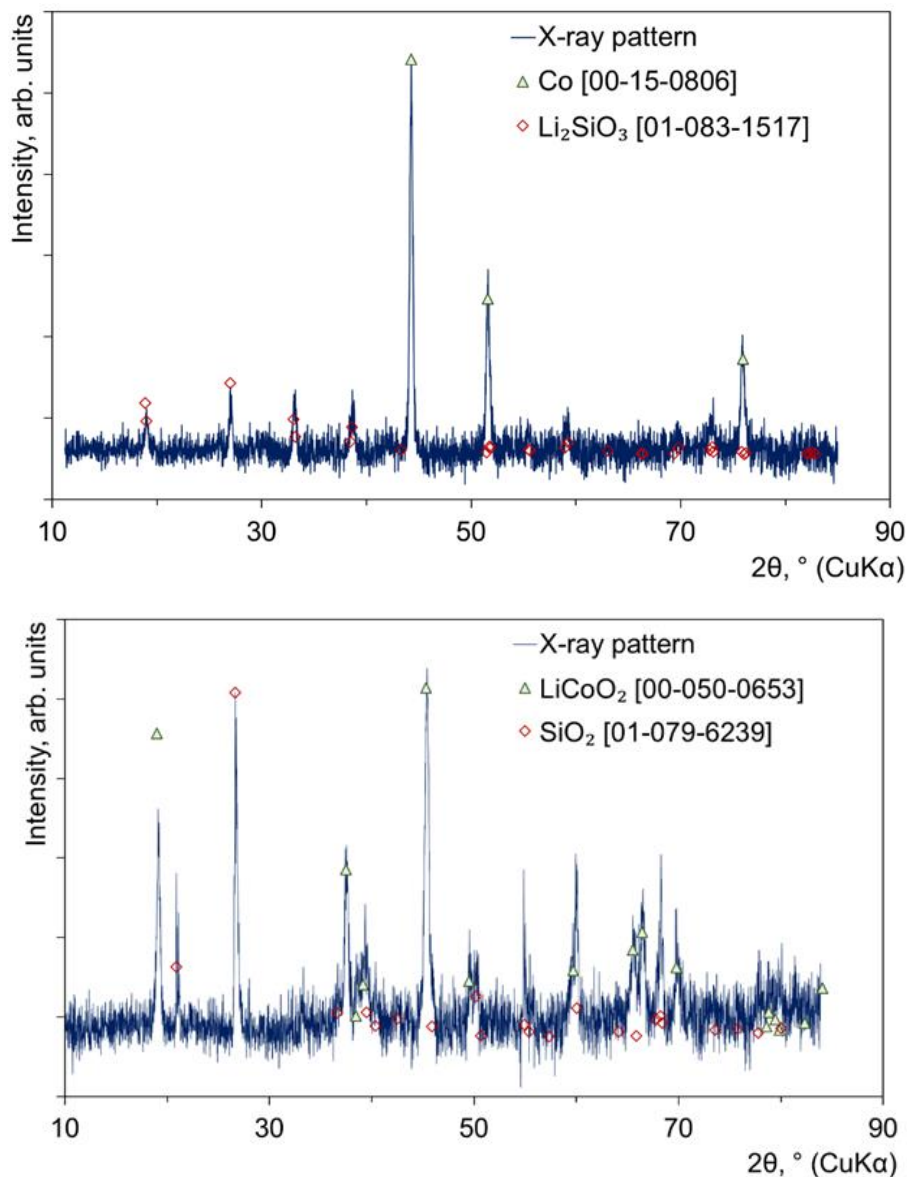 Intensity, arb. units
X-ray pattern
Co [00-15-0806]
Li₂SiO₃ [01-083-1517]
10 30 50 70 90
2θ, ° (CuKα)
Intensity, arb. units
X-ray pattern
LiCoO₂ [00-050-0653]
SiO₂ [01-079-6239]
10 30 50 70 90
2θ, ° (CuKα)